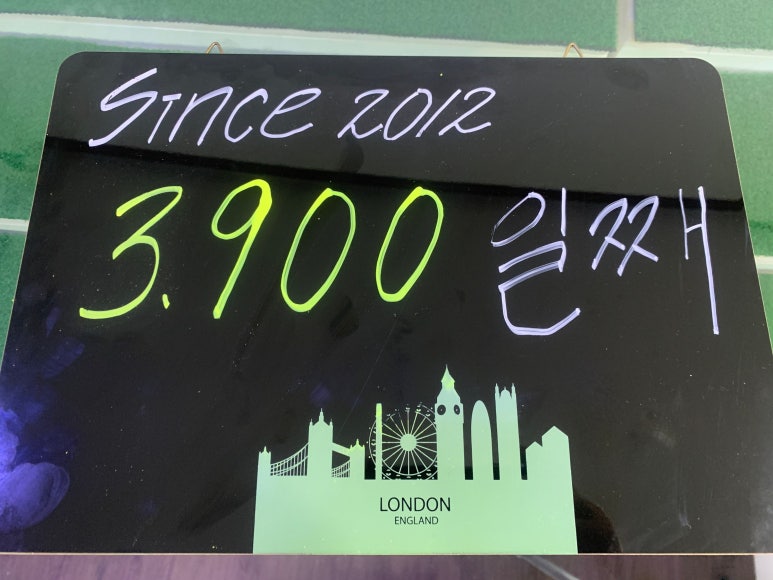 Since 2012
3.900 일째
LONDON
ENGLAND